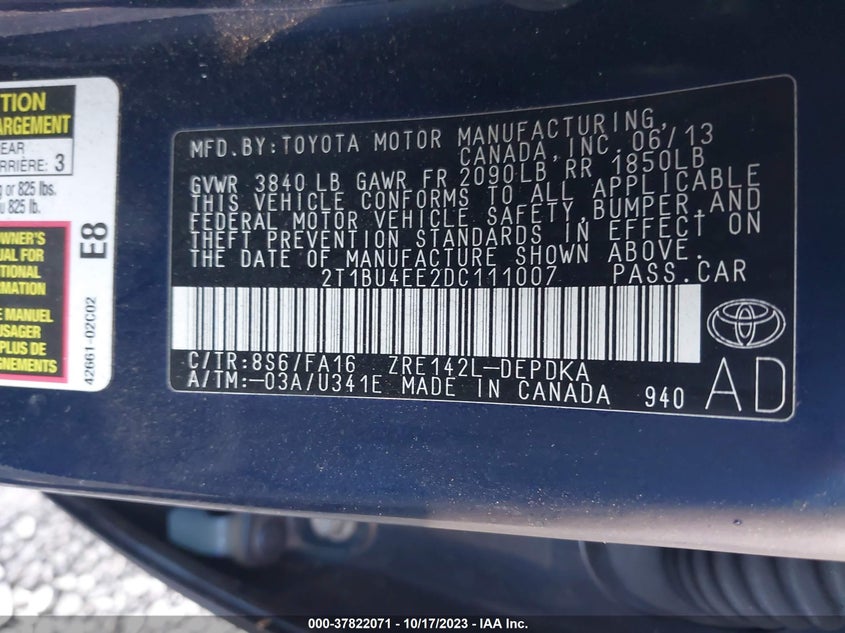 TION
ARGEMENT
EAR
RRIÈRE: 3
g or 825 lbs.
u 825 lb.
OWNER'S
UAL FOR
TIONAL
RMATION
E MANUEL
USAGER
PLUS DE
GNEMENTS
E8
42661-02C02
MFD.BY:TOYOTA MOTOR MANUFACTURING,
CANADA,INC. 06/13
GVWR 3840 LB GAWR FR 2090LB, RR 1850LB
THIS VEHICLE CONFORMS TO ALL APPLICABLE
FEDERAL MOTOR VEHICLE SAFETY,BUMPER,AND
THEFT PREVENTION STANDARDS IN EFFECT ON
THE DATE OF MANUFACTURE SHOWN ABOVE.
2T1BU4EE2DC111007 PASS.CAR
C/TR:8S6/FA16 ZRE142L-DEPDKA
A/TM:-03A/U341E MADE IN CANADA 940
AD
000-37822071 - 10/17/2023 - IAA Inc.